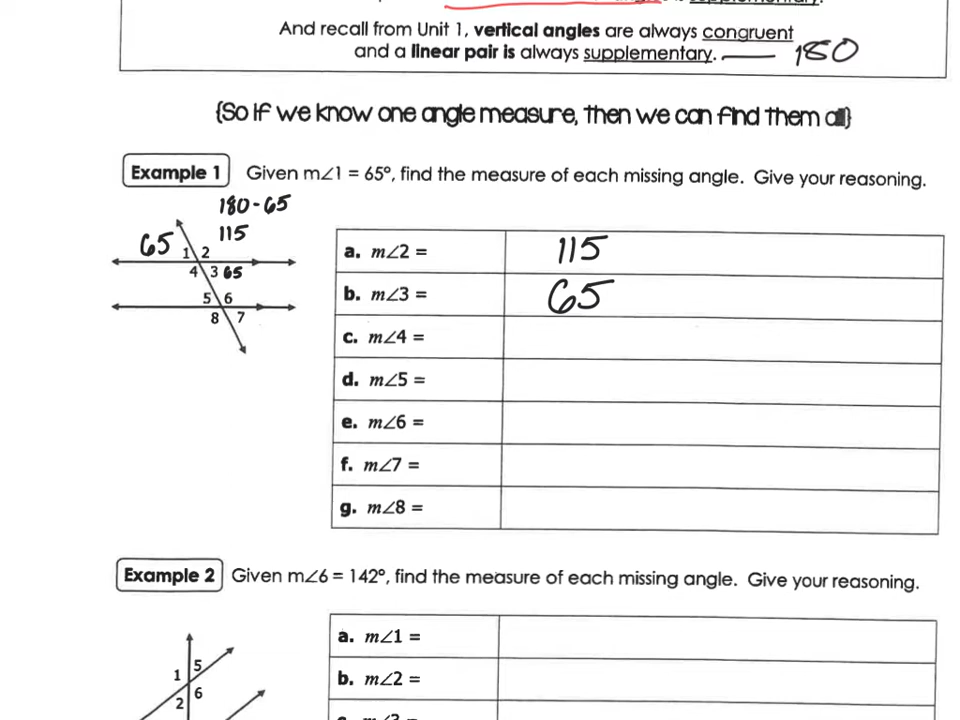 supplementary.
And recall from Unit 1, vertical angles are always congruent
and a linear pair is always supplementary. 180
{So if we know one angle measure, then we can find them all}
Example 1 Given m∠1 = 65°, find the measure of each missing angle. Give your reasoning.
180-65
65 1 2 115
4 3 65
5 6
8 7
a. m∠2 = 115
b. m∠3 = 65
c. m∠4 =
d. m∠5 =
e. m∠6 =
f. m∠7 =
g. m∠8 =
Example 2 Given m∠6 = 142°, find the measure of each missing angle. Give your reasoning.
1 5
2 6
a. m∠1 =
b. m∠2 =